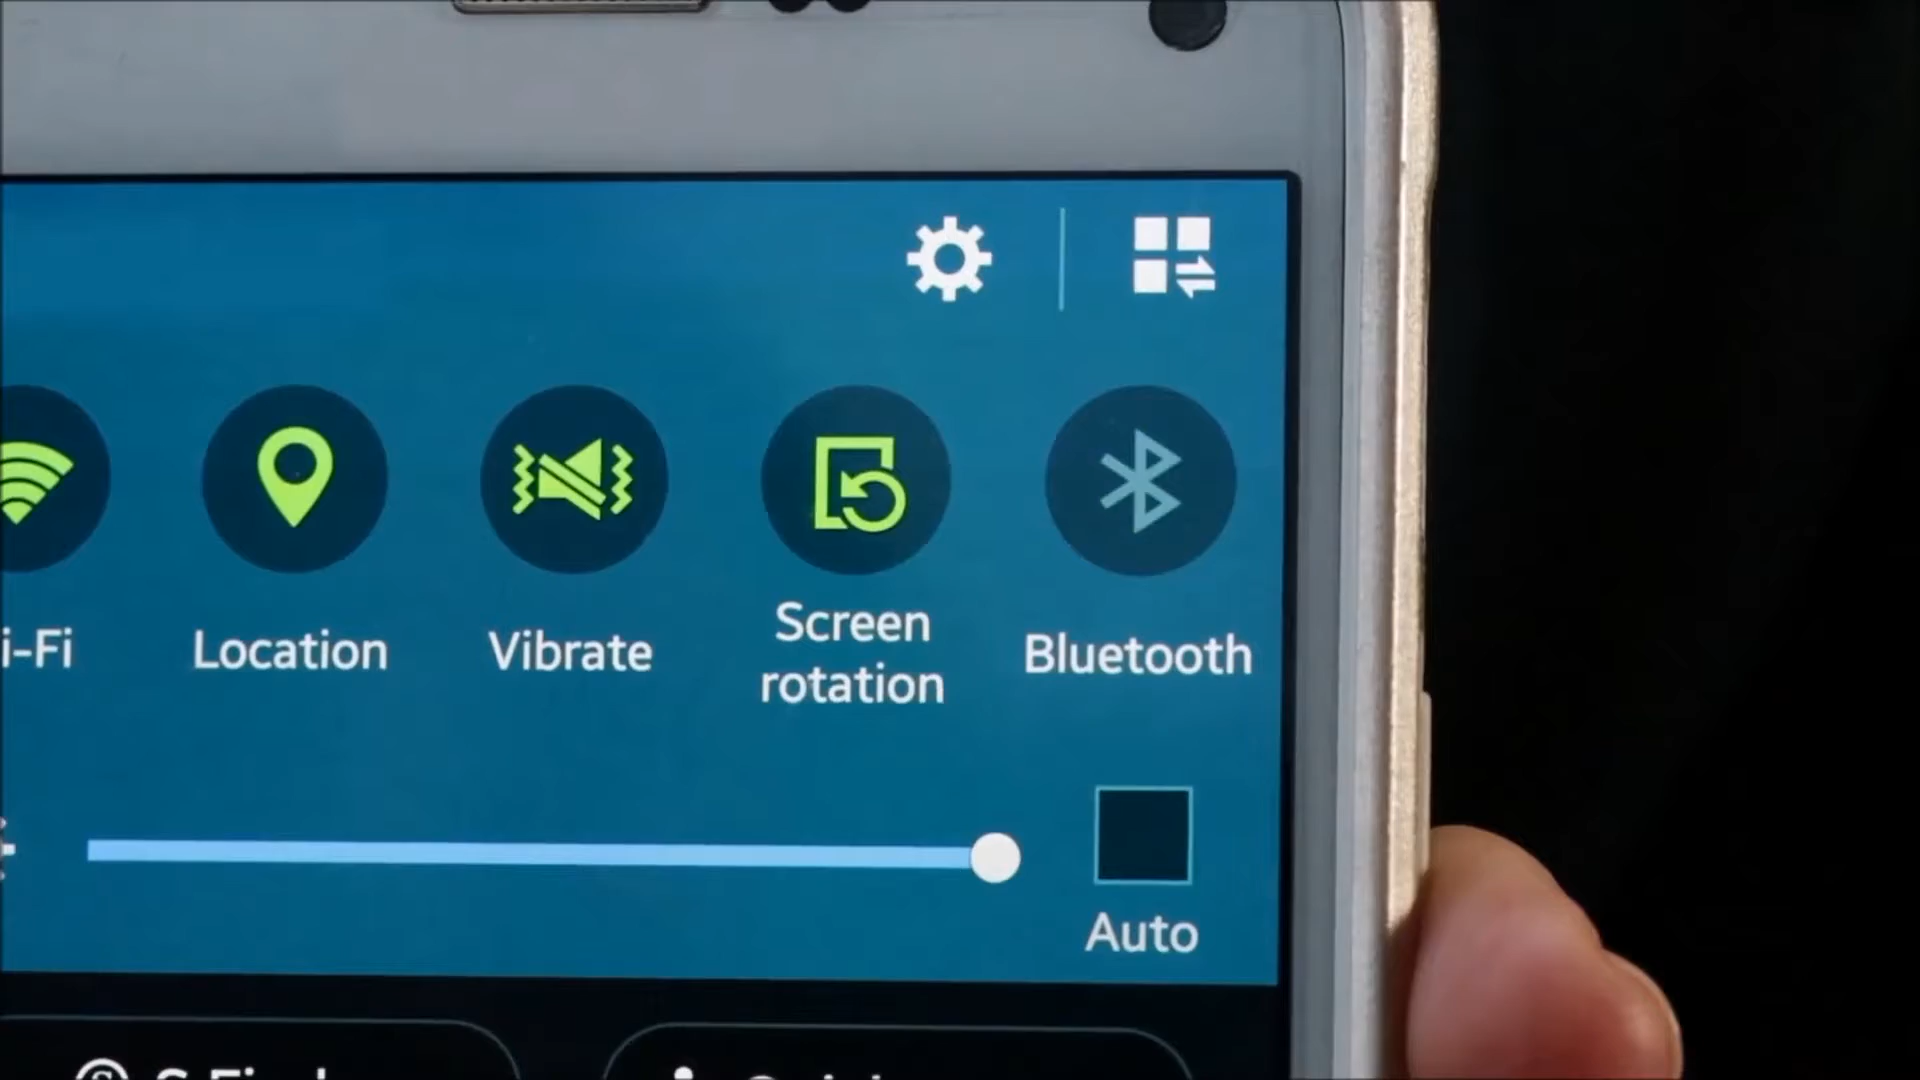 i-Fi
Location
Vibrate
Screen
rotation
Bluetooth
Auto